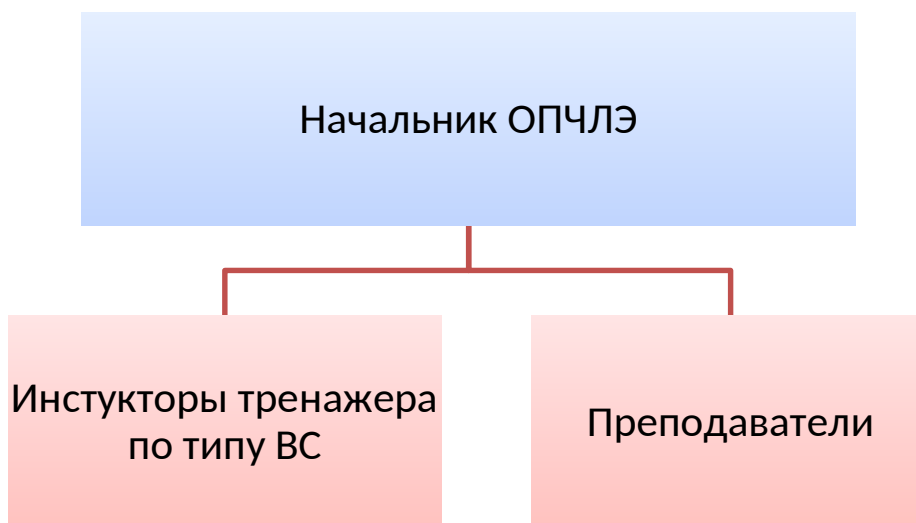 Начальник ОПЧЛЭ
Инстукторы тренажера
по типу ВС
Преподаватели